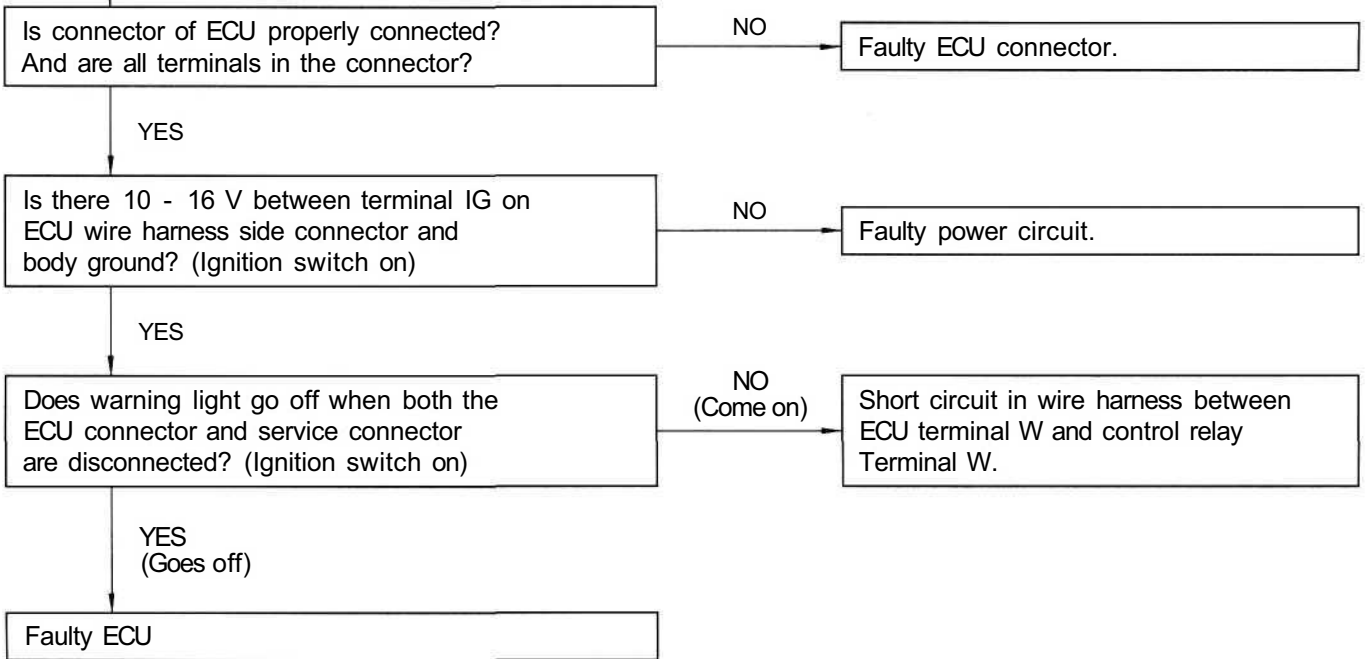 Is connector of ECU properly connected?
And are all terminals in the connector?
NO
Faulty ECU connector.
YES
Is there 10 - 16 V between terminal IG on
ECU wire harness side connector and
body ground? (Ignition switch on)
NO
Faulty power circuit.
YES
Does warning light go off when both the
ECU connector and service connector
are disconnected? (Ignition switch on)
NO
(Come on)
Short circuit in wire harness between
ECU terminal W and control relay
Terminal W.
YES
(Goes off)
Faulty ECU